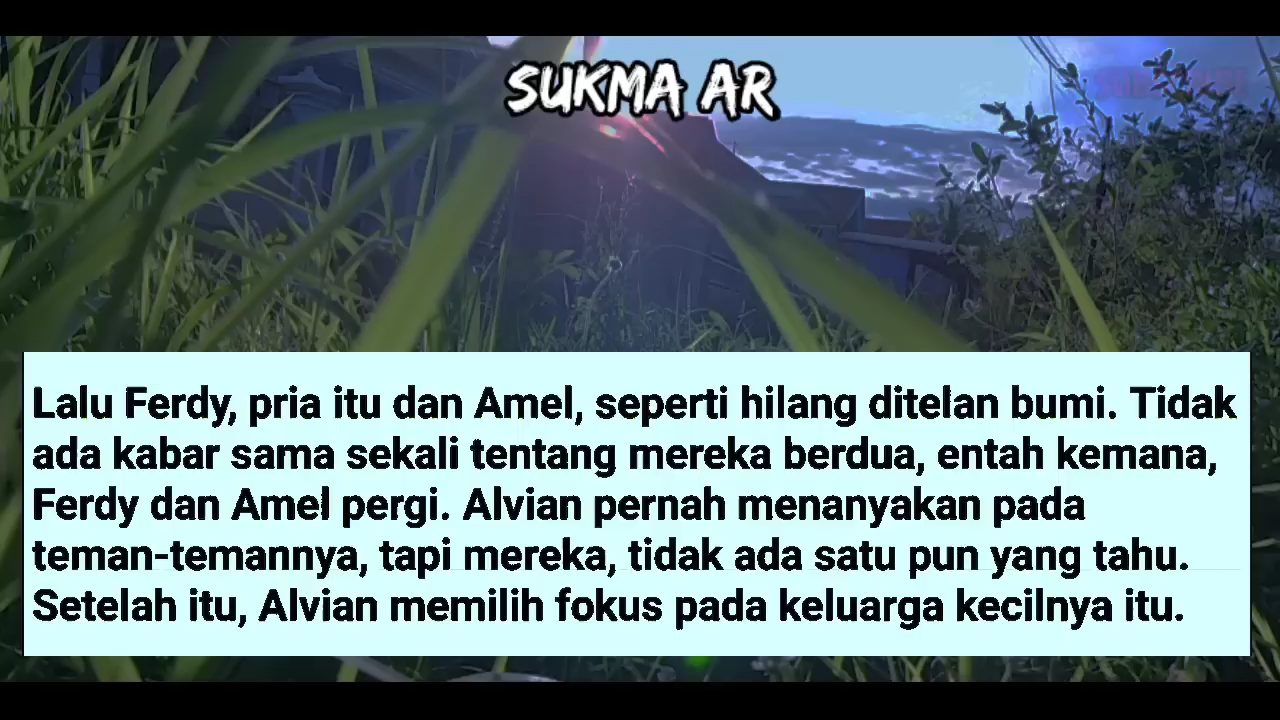 SUKMA AR
Lalu Ferdy, pria itu dan Amel, seperti hilang ditelan bumi. Tidak
ada kabar sama sekali tentang mereka berdua, entah kemana,
Ferdy dan Amel pergi. Alvian pernah menanyakan pada
teman-temannya, tapi mereka, tidak ada satu pun yang tahu.
Setelah itu, Alvian memilih fokus pada keluarga kecilnya itu.